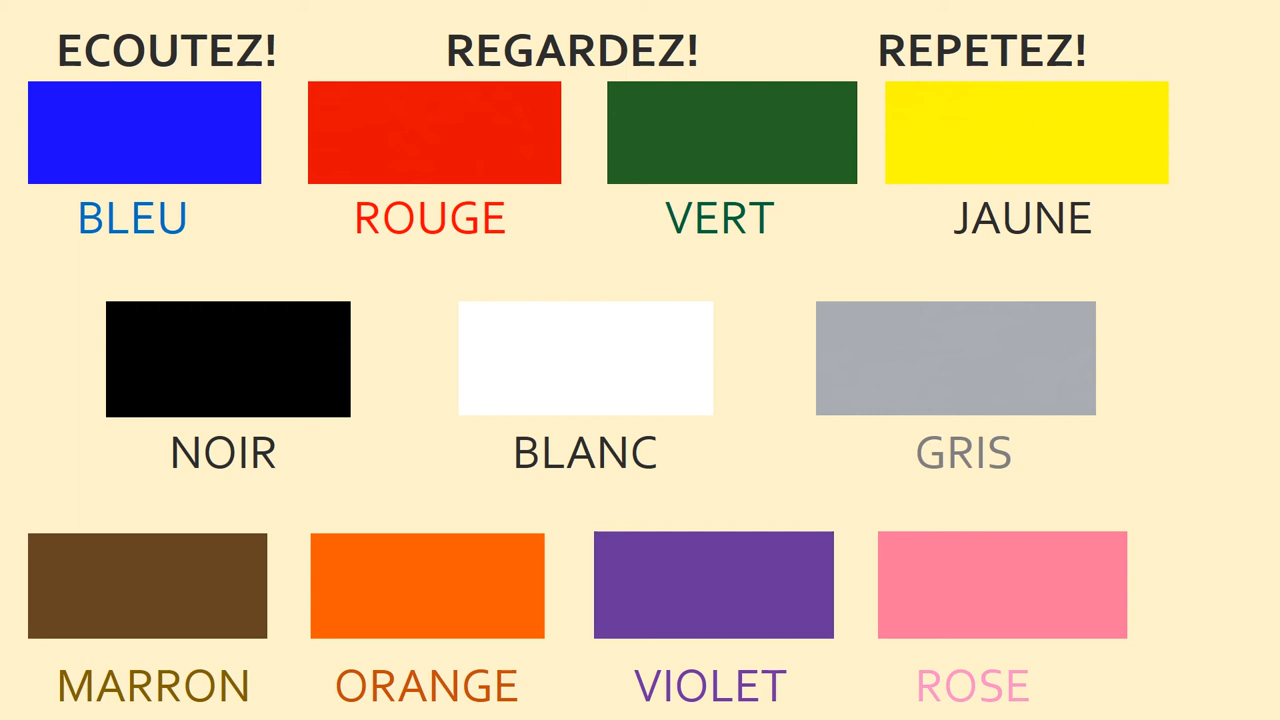 ECOUTEZ! REGARDEZ! REPETEZ!
BLEU ROUGE VERT JAUNE
NOIR BLANC GRIS
MARRON ORANGE VIOLET ROSE